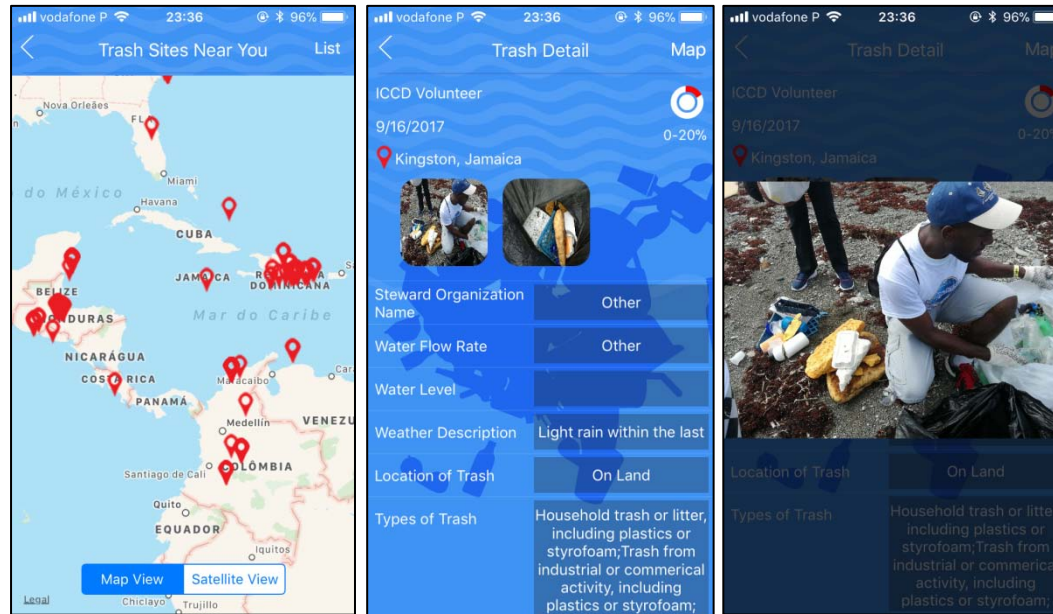 vodafone P 23:36 96%
Trash Sites Near You List
Nova Orleães
Miami
do México
Havana
CUBA
JAMAICA
DOMINICANA
BELIZE
Mar do Caribe
NICARÁGUA
COSTA RICA
Maracaibo
PANAMÁ
Medellín
VENEZU
Santiago de Cali
COLÔMBIA
Quito
EQUADOR
Iquitos
Map View Satellite View
Legal
Chiclayo
Trujillo
vodafone P 23:36 96%
Trash Detail Map
ICCD Volunteer
9/16/2017
0-20%
Kingston, Jamaica
Steward Organization
Name
Other
Water Flow Rate Other
Water Level
Weather Description Light rain within the last
Location of Trash On Land
Types of Trash Household trash or litter,
including plastics or
styrofoam;Trash from
industrial or commerical
activity, including
plastics or styrofoam;
vodafone P 23:36 96%
Trash Detail Map
ICCD Volunteer
9/16/2017
0-20%
Kingston, Jamaica
Location of Trash On Land
Types of Trash Household trash or litte
including plastics or
styrofoam;Trash from
industrial or commerica
activity, including
plastics or styrofoam;